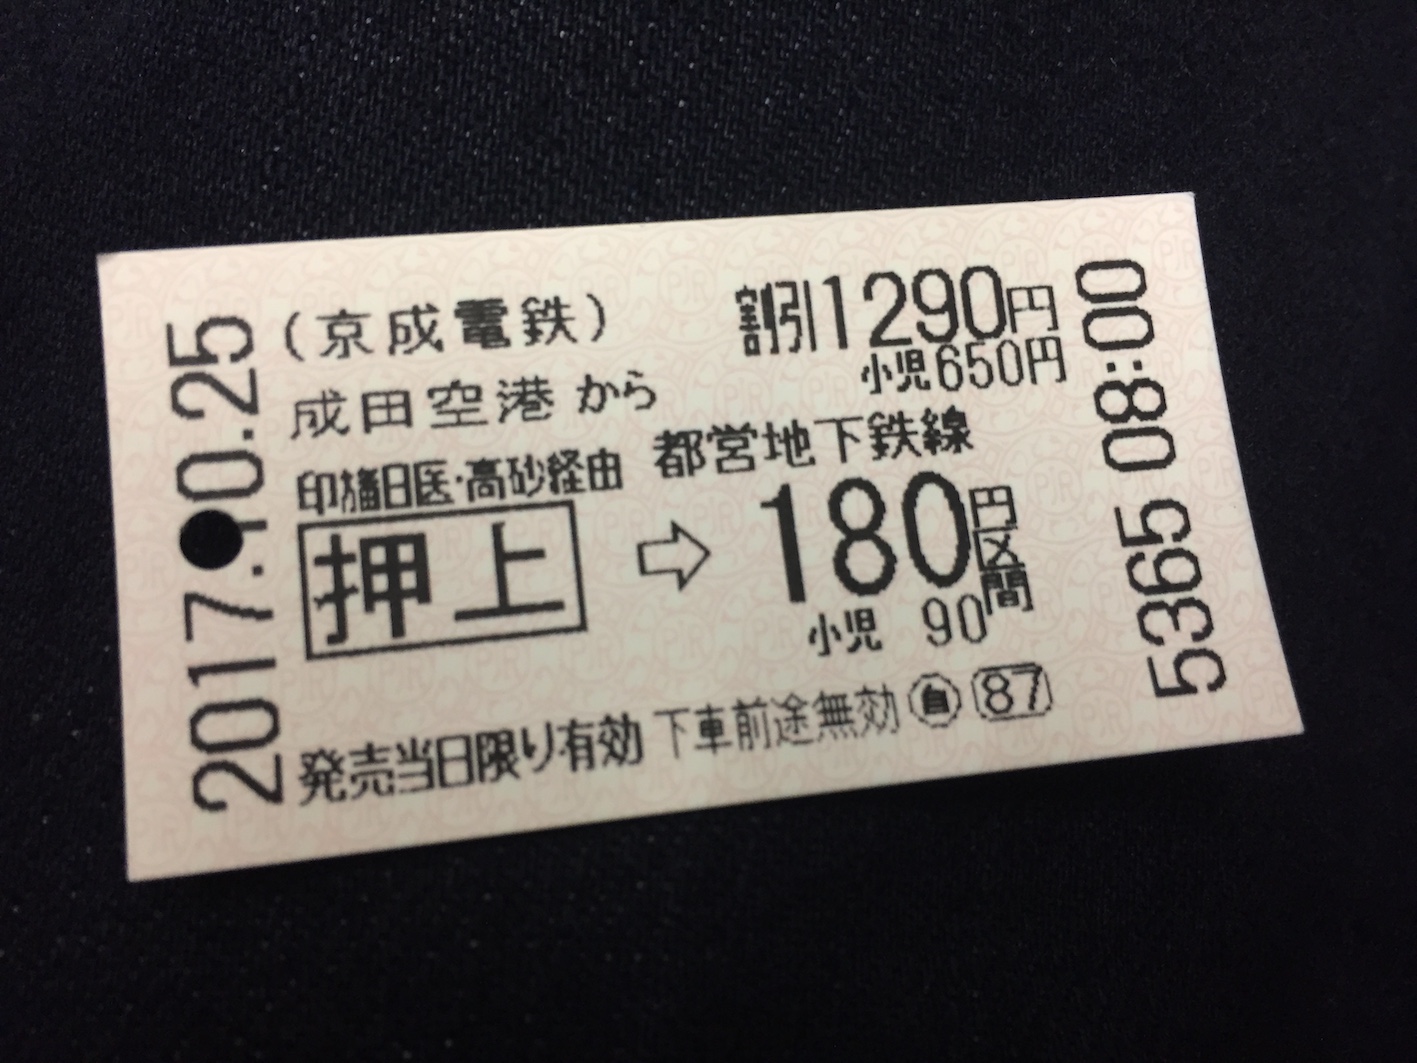 2017.10.25
(京成電鉄)
割引1290円
小児650円
成田空港から
印旛日医・高砂経由
都営地下鉄線
押上 ⇨ 180円区間
小児 90
発売当日限り有効 下車前途無効 自 87
5365 08:00